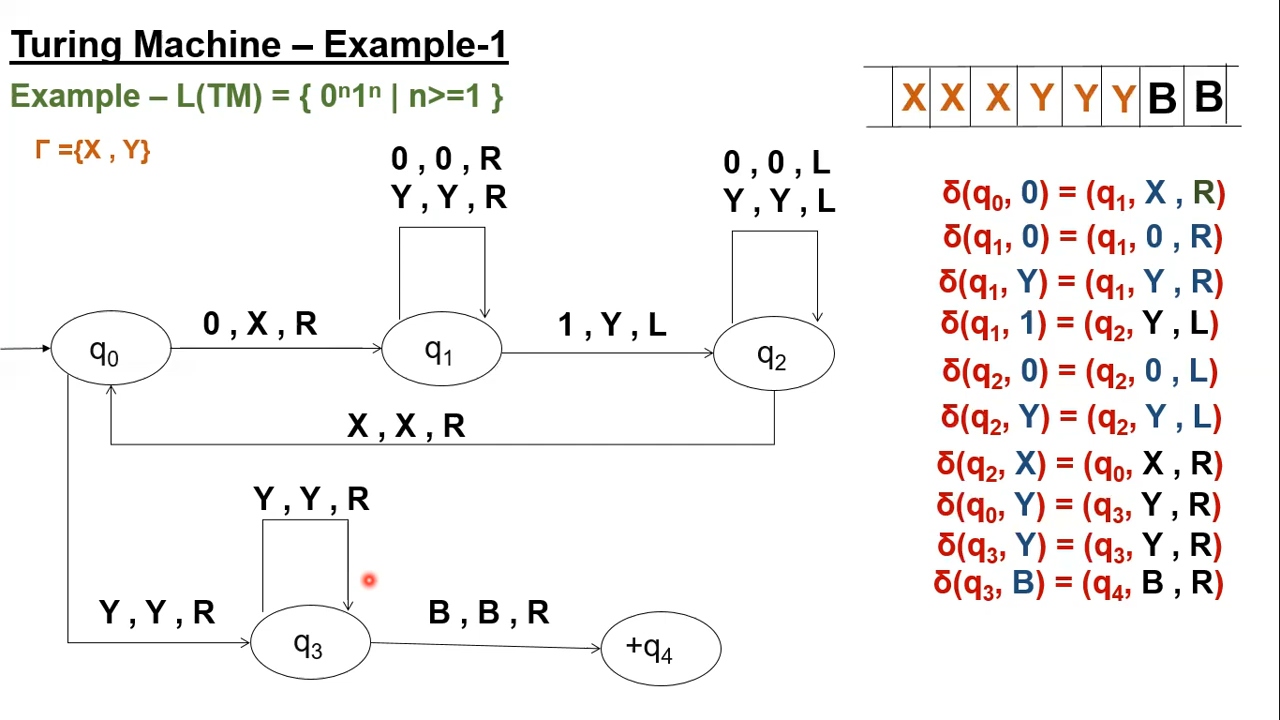 Turing Machine – Example-1
Example – L(TM) = { 0ⁿ1ⁿ | n>=1 }
Γ ={X , Y}
X X X Y Y Y B B
0 , 0 , R
Y , Y , R
0 , 0 , L
Y , Y , L
0 , X , R
1 , Y , L
q₀
q₁
q₂
X , X , R
Y , Y , R
Y , Y , R
B , B , R
q₃
+q₄
δ(q₀, 0) = (q₁, X , R)
δ(q₁, 0) = (q₁, 0 , R)
δ(q₁, Y) = (q₁, Y , R)
δ(q₁, 1) = (q₂, Y , L)
δ(q₂, 0) = (q₂, 0 , L)
δ(q₂, Y) = (q₂, Y , L)
δ(q₂, X) = (q₀, X , R)
δ(q₀, Y) = (q₃, Y , R)
δ(q₃, Y) = (q₃, Y , R)
δ(q₃, B) = (q₄, B , R)